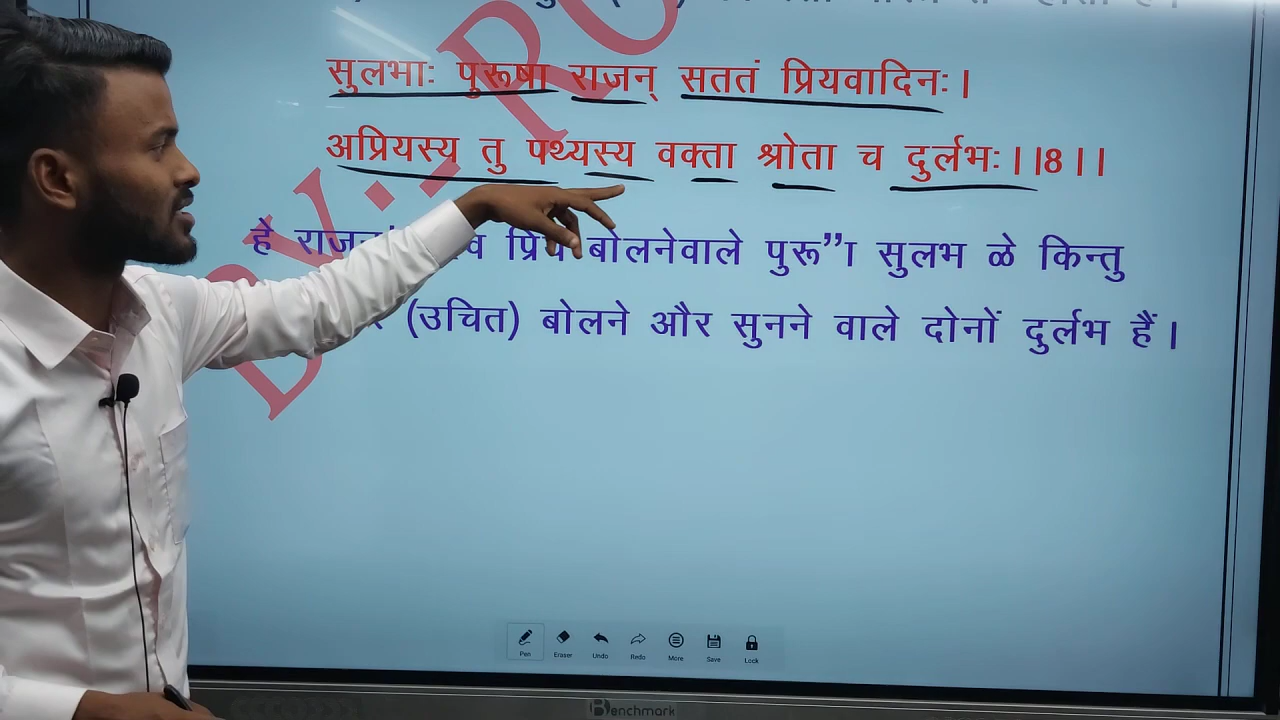 सुलभाः पुरूषा राजन् सततं प्रियवादिनः।
अप्रियस्य तु पथ्यस्य वक्ता श्रोता च दुर्लभः।।8।।
हे प्रिय बोलनेवाले पुरू”ा सुलभ ळे किन्तु
(उचित) बोलने और सुनने वाले दोनों दुर्लभ हैं।
BY:-
Pen Eraser Undo Redo More Save Lock
Benchmark